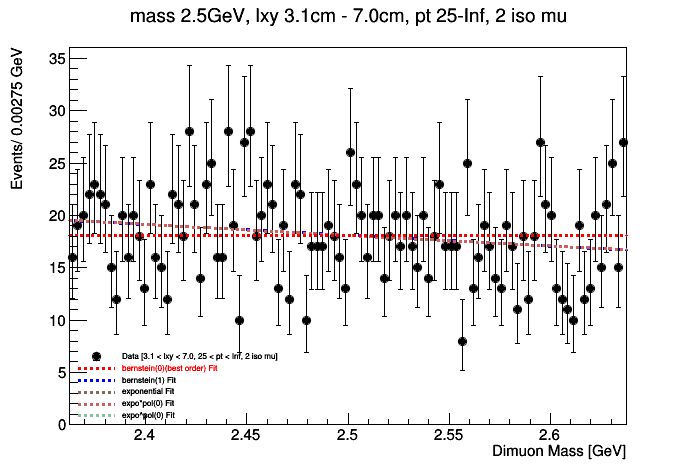 mass 2.5GeV, lxy 3.1cm - 7.0cm, pt 25-Inf, 2 iso mu
Events/ 0.00275 GeV
35
30
25
20
15
10
5
0
Data [3.1 < lxy < 7.0, 25 < pt < Inf, 2 iso mu]
bernstein(0)(best order) Fit
bernstein(1) Fit
exponential Fit
expo*pol(0) Fit
expo*pol(0) Fit
2.4 2.45 2.5 2.55 2.6
Dimuon Mass [GeV]